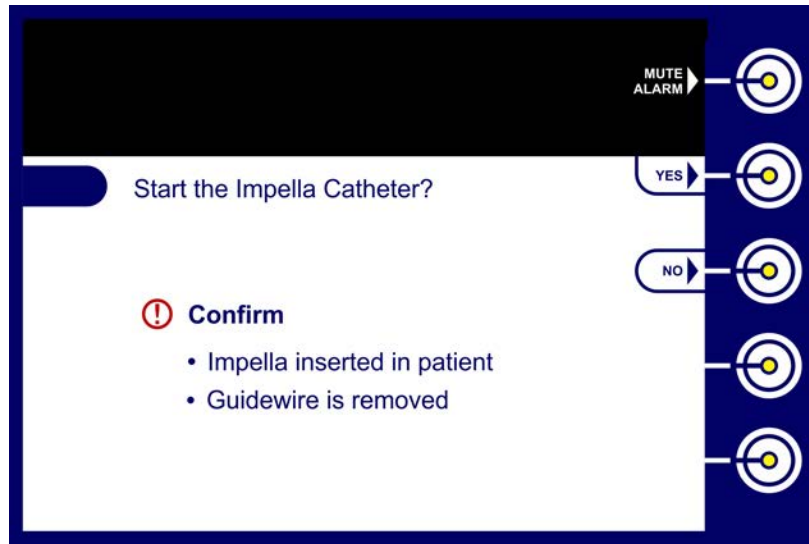 MUTE
ALARM
YES
Start the Impella Catheter?
NO
Confirm
• Impella inserted in patient
• Guidewire is removed